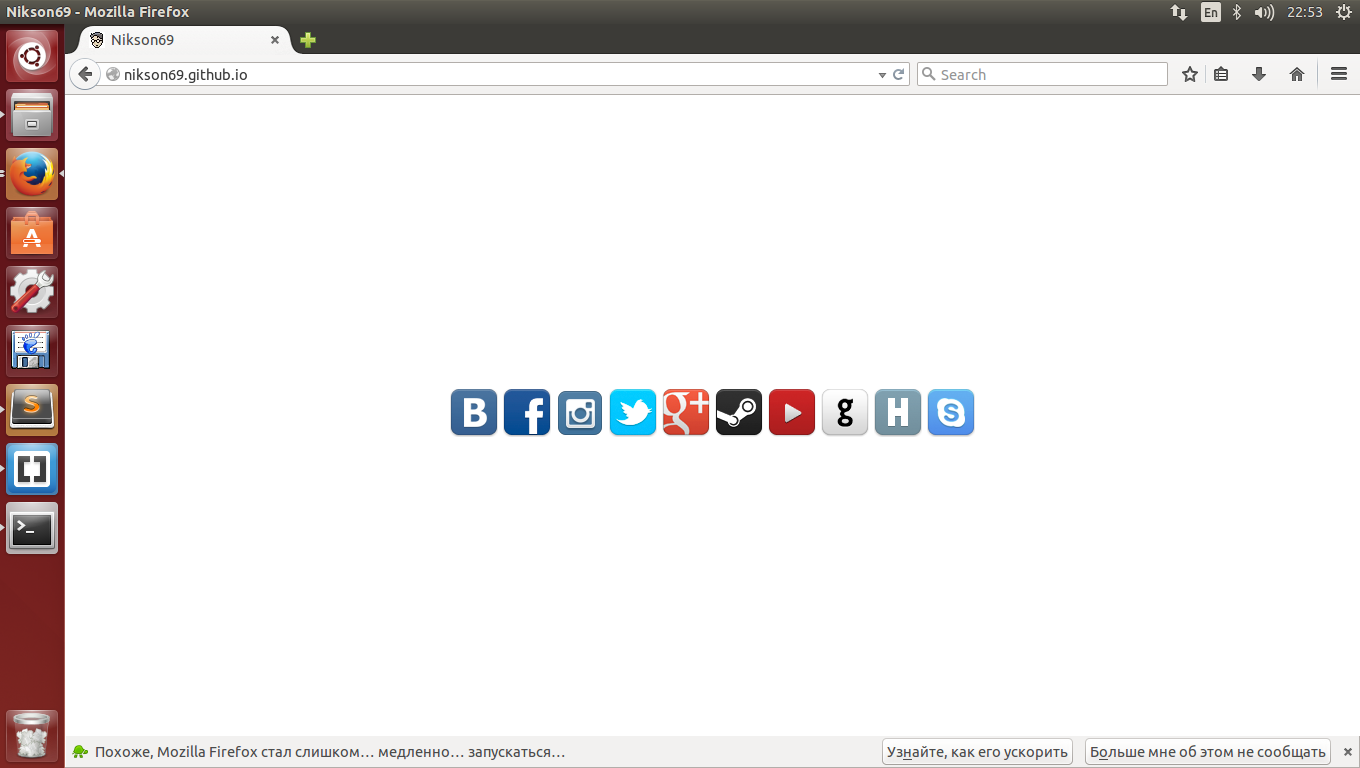 Nikson69 - Mozilla Firefox
En
22:53
Nikson69
nikson69.github.io
Search
B f g+ g H S
Похоже, Mozilla Firefox стал слишком... медленно... запускаться...
Узнайте, как его ускорить
Больше мне об этом не сообщать